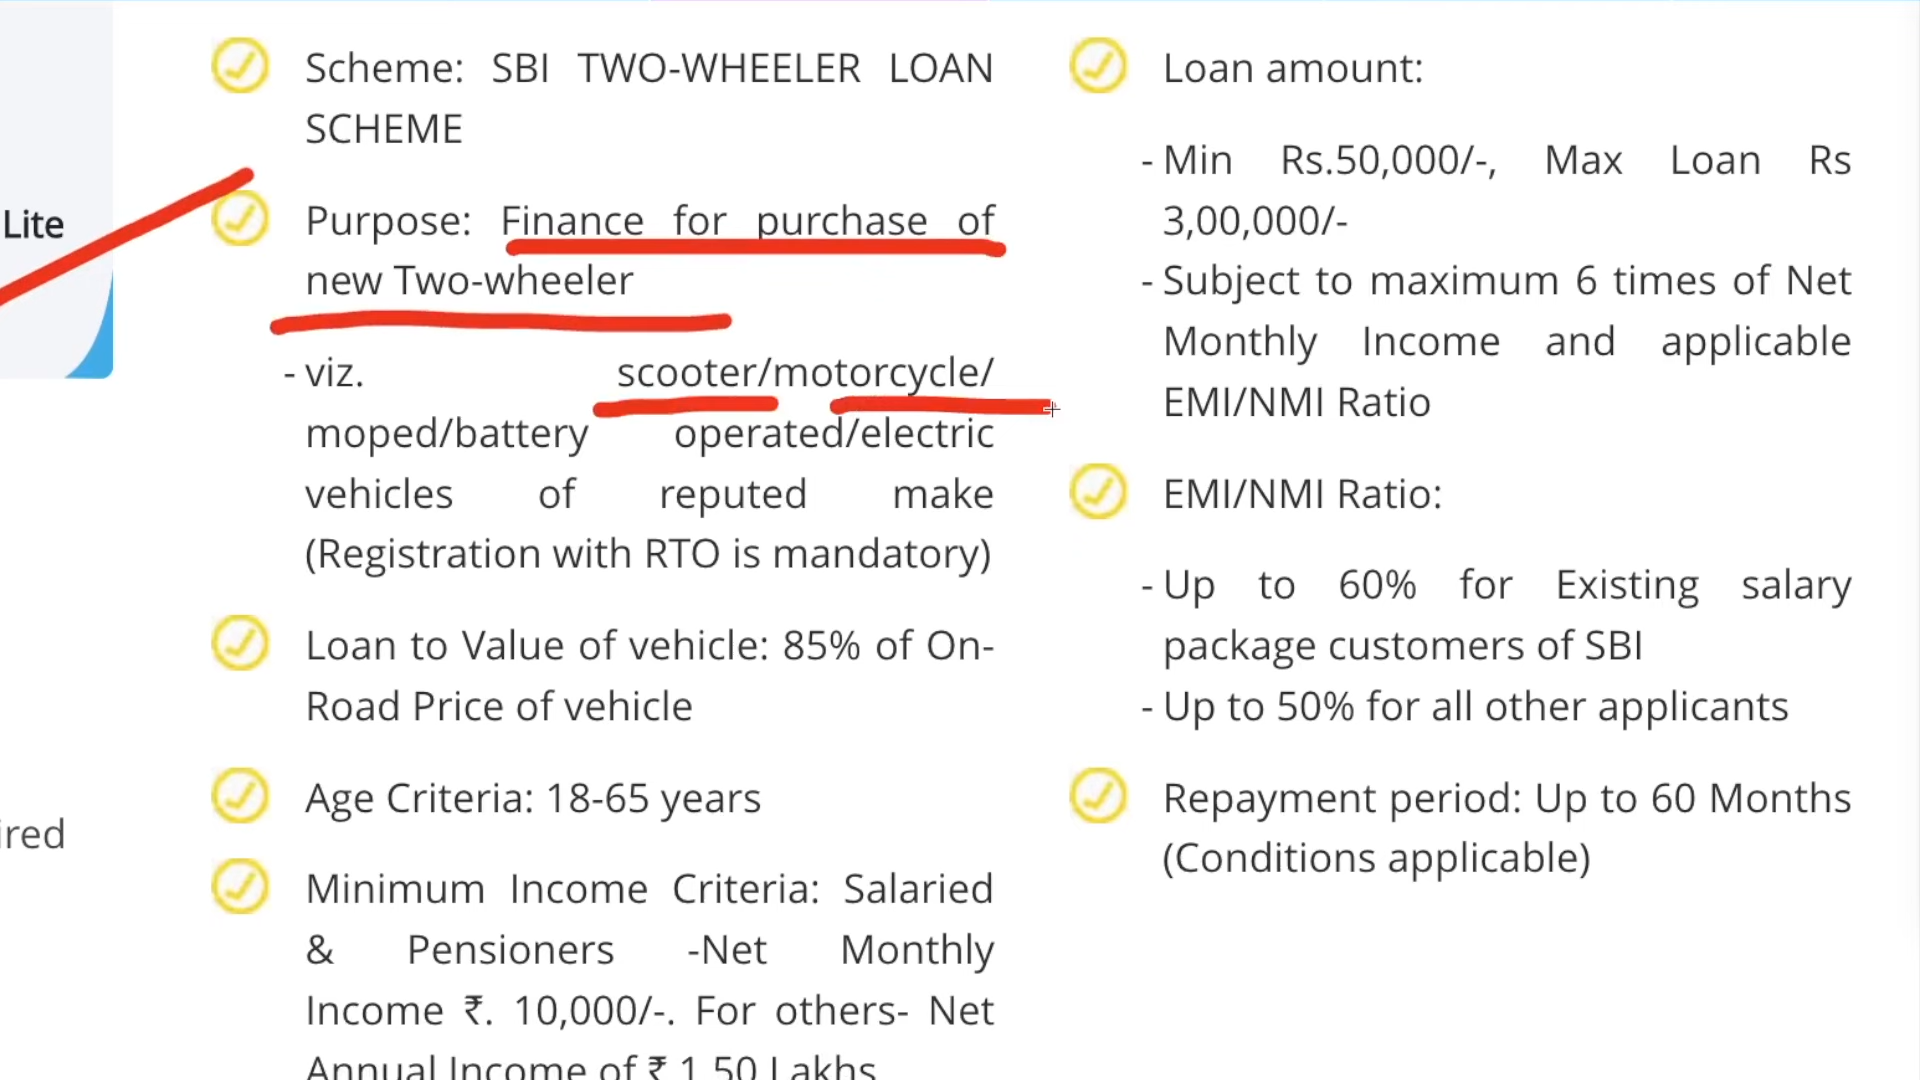 Lite
ired
Scheme: SBI TWO-WHEELER LOAN
SCHEME
Purpose: Finance for purchase of
new Two-wheeler
- viz. scooter/motorcycle/
moped/battery operated/electric
vehicles of reputed make
(Registration with RTO is mandatory)
Loan to Value of vehicle: 85% of On-
Road Price of vehicle
Age Criteria: 18-65 years
Minimum Income Criteria: Salaried
& Pensioners -Net Monthly
Income ₹. 10,000/-. For others- Net
Annual Income of ₹ 1.50 Lakhs
Loan amount:
- Min Rs.50,000/-, Max Loan Rs
3,00,000/-
- Subject to maximum 6 times of Net
Monthly Income and applicable
EMI/NMI Ratio
EMI/NMI Ratio:
- Up to 60% for Existing salary
package customers of SBI
- Up to 50% for all other applicants
Repayment period: Up to 60 Months
(Conditions applicable)